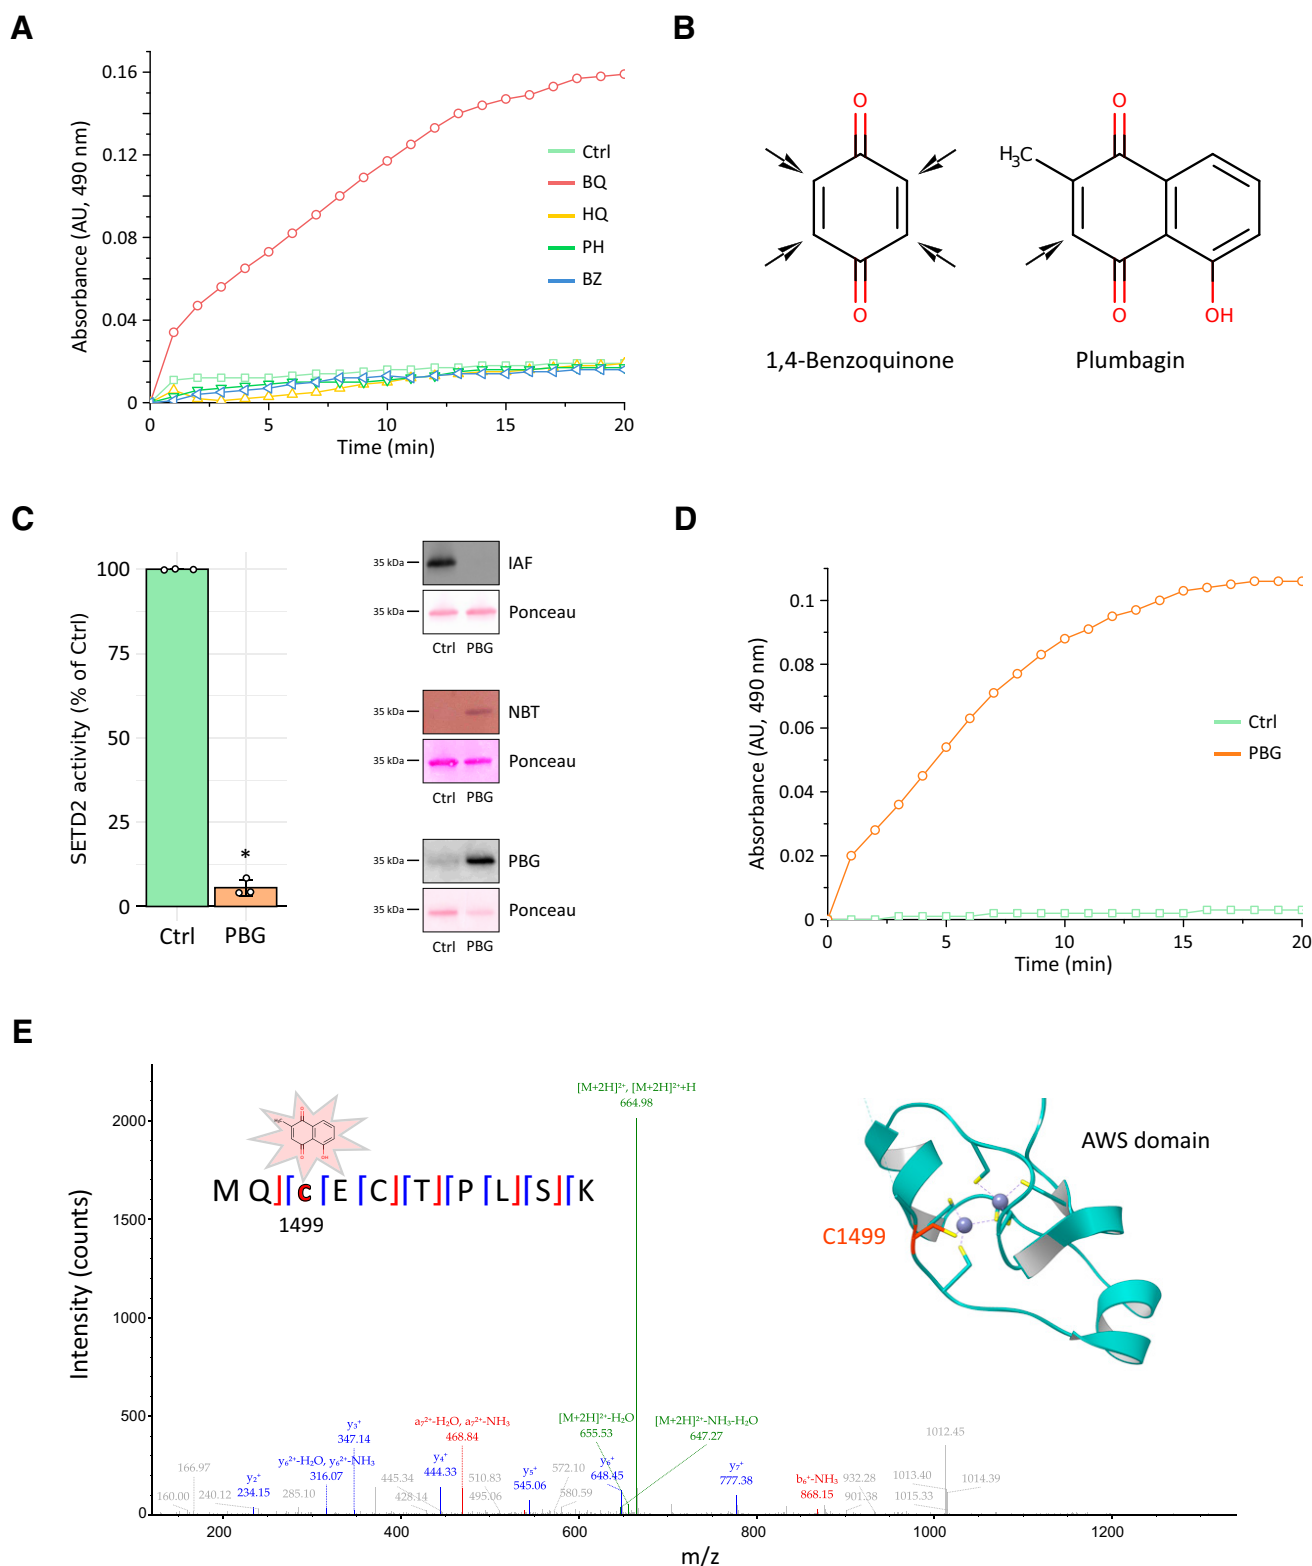 A
Absorbance (AU, 490 nm)
0.16
0.12
0.08
0.04
0
0 5 10 15 20
Time (min)
Ctrl
BQ
HQ
PH
BZ
B
O
O
1,4-Benzoquinone
H₃C
O
O
OH
Plumbagin
C
SETD2 activity (% of Ctrl)
100
75
50
25
0
*
Ctrl PBG
35 kDa IAF
35 kDa Ponceau
Ctrl PBG
35 kDa NBT
35 kDa Ponceau
Ctrl PBG
35 kDa PBG
35 kDa Ponceau
Ctrl PBG
D
Absorbance (AU, 490 nm)
0.1
0.08
0.06
0.04
0.02
0
0 5 10 15 20
Time (min)
Ctrl
PBG
E
Intensity (counts)
2000
1500
1000
500
0
200 400 600 800 1000 1200
m/z
H₃C
O
O
OH
M Q c E C T P L S K
1499
[M+2H]²⁺, [M+2H]²⁺+H
664.98
AWS domain
C1499
166.97
160.00
240.12
y₂⁺
234.15
285.10
y₆²⁺-H₂O, y₆²⁺-NH₃
316.07
y₃⁺
347.14
445.34
428.14
y₄⁺
444.33
a₇²⁺-H₂O, a₇²⁺-NH₃
468.84
510.83
495.06
y₅⁺
545.06
572.10
580.59
[M+2H]²⁺-H₂O
655.53
y₆⁺
648.45
[M+2H]²⁺-NH₃-H₂O
647.27
y₇⁺
777.38
b₆⁺-NH₃
868.15
932.28
901.38
1012.45
1013.40
1015.33
1014.39